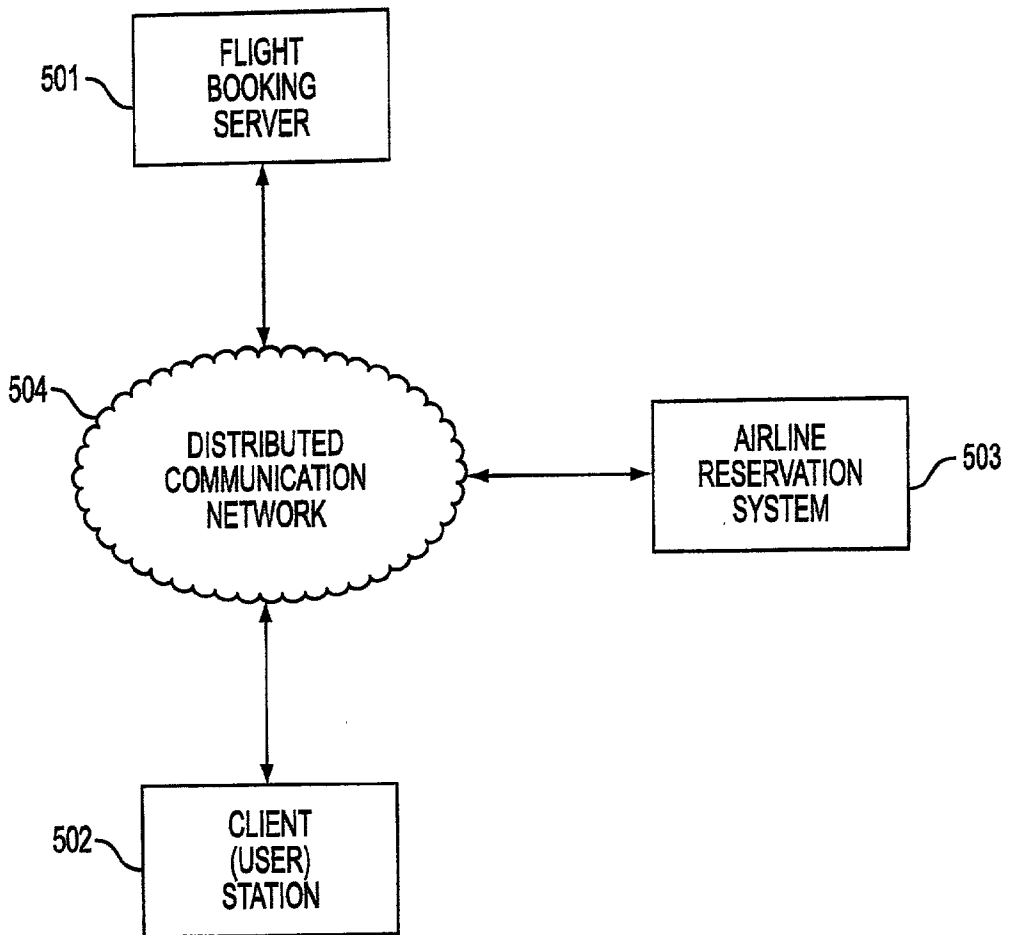 FLIGHT
BOOKING
SERVER
501
504
DISTRIBUTED
COMMUNICATION
NETWORK
AIRLINE
RESERVATION
SYSTEM
503
502
CLIENT
(USER)
STATION